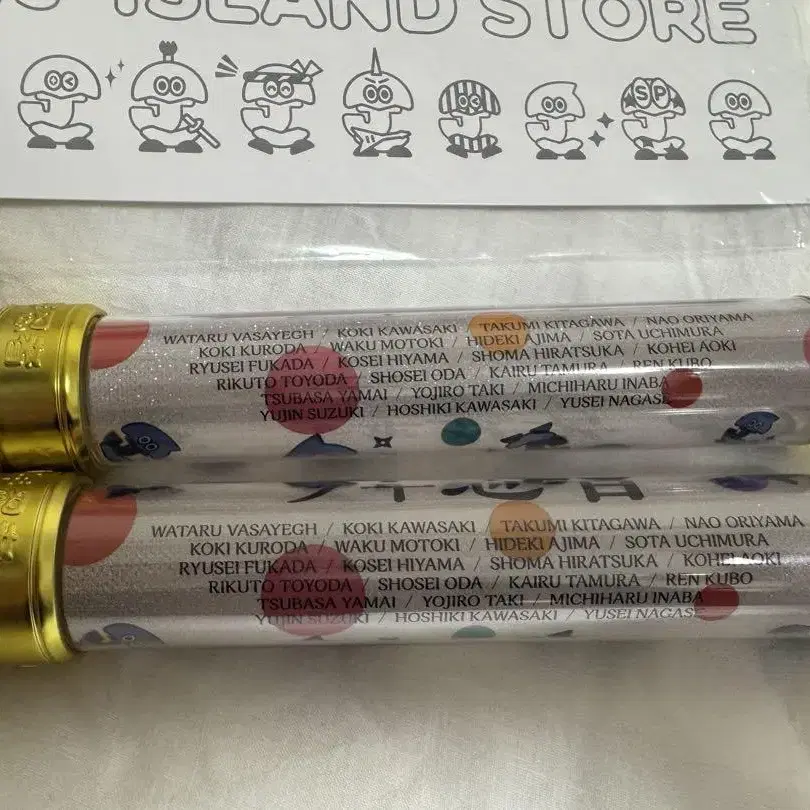 ISLAND STORE
SP
WATARU VASAYEGH / KOKI KAWASAKI / TAKUMI KITAGAWA / NAO ORIYAMA
KOKI KURODA / WAKU MOTOKI / HIDEKI AJIMA / SOTA UCHIMURA
RYUSEI FUKADA / KOSEI HIYAMA / SHOMA HIRATSUKA / KOHEI AOKI
RIKUTO TOYODA / SHOSEI ODA / KAIRU TAMURA / REN KUBO
TSUBASA YAMAI / YOJIRO TAKI / MICHIHARU INABA
YUJIN SUZUKI / HOSHIKI KAWASAKI / YUSEI NAGASE
WATARU VASAYEGH / KOKI KAWASAKI / TAKUMI KITAGAWA / NAO ORIYAMA
KOKI KURODA / WAKU MOTOKI / HIDEKI AJIMA / SOTA UCHIMURA
RYUSEI FUKADA / KOSEI HIYAMA / SHOMA HIRATSUKA / KOHEI AOKI
RIKUTO TOYODA / SHOSEI ODA / KAIRU TAMURA / REN KUBO
TSUBASA YAMAI / YOJIRO TAKI / MICHIHARU INABA
YUJIN SUZUKI / HOSHIKI KAWASAKI / YUSEI NAGASE